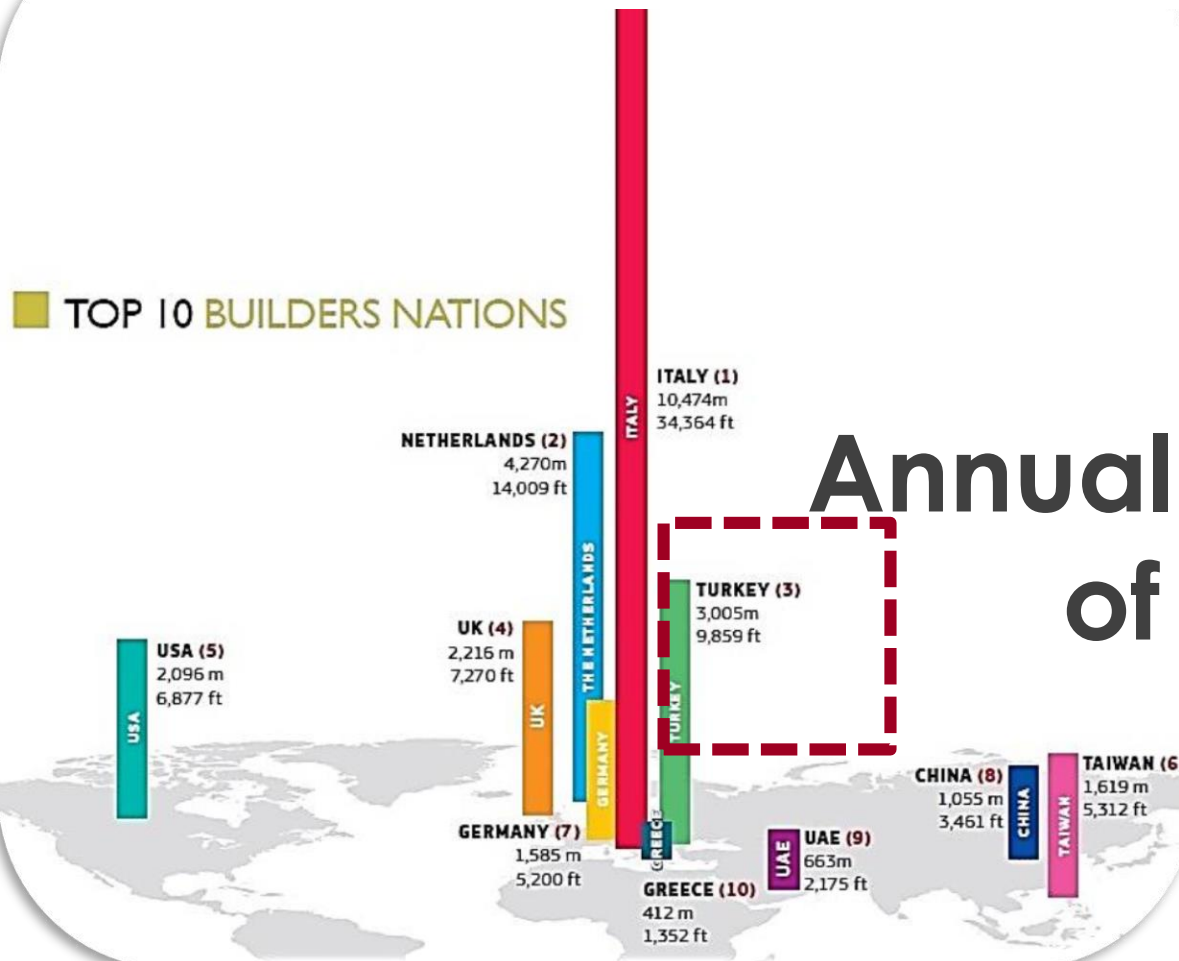 TOP 10 BUILDERS NATIONS
ITALY (1)
10,474m
34,364 ft
ITALY
NETHERLANDS (2)
4,270m
14,009 ft
THE NETHERLANDS
Annual
of
TURKEY (3)
3,005m
9,859 ft
TURKEY
UK (4)
2,216 m
7,270 ft
UK
USA (5)
2,096 m
6,877 ft
USA
GERMANY
GERMANY (7)
1,585 m
5,200 ft
GREECE
GREECE (10)
412 m
1,352 ft
UAE
UAE (9)
663m
2,175 ft
CHINA (8)
1,055 m
3,461 ft
CHINA
TAIWAN (6
1,619 m
5,312 ft
TAIWAN